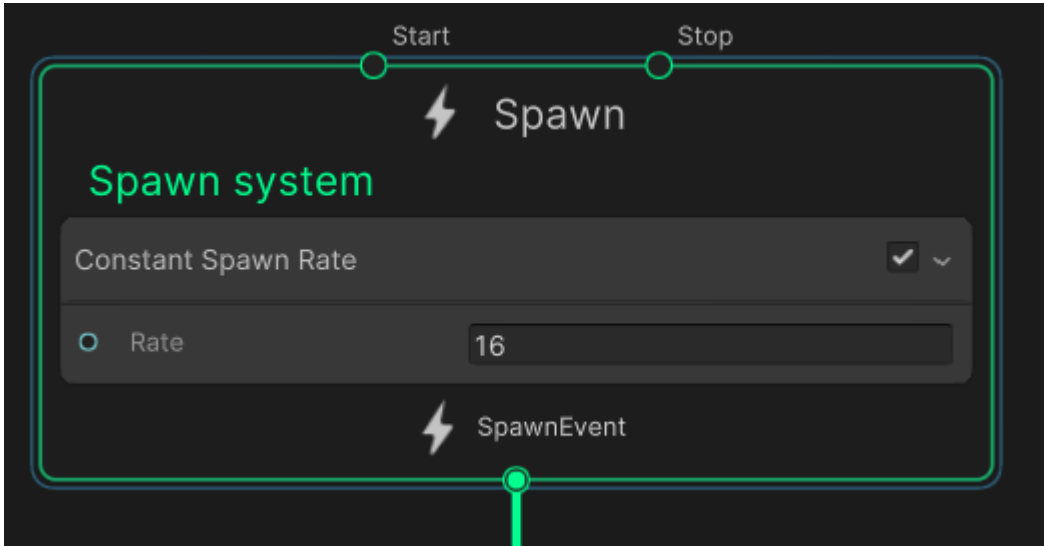 Start Stop
Spawn
Spawn system
Constant Spawn Rate
Rate 16
SpawnEvent